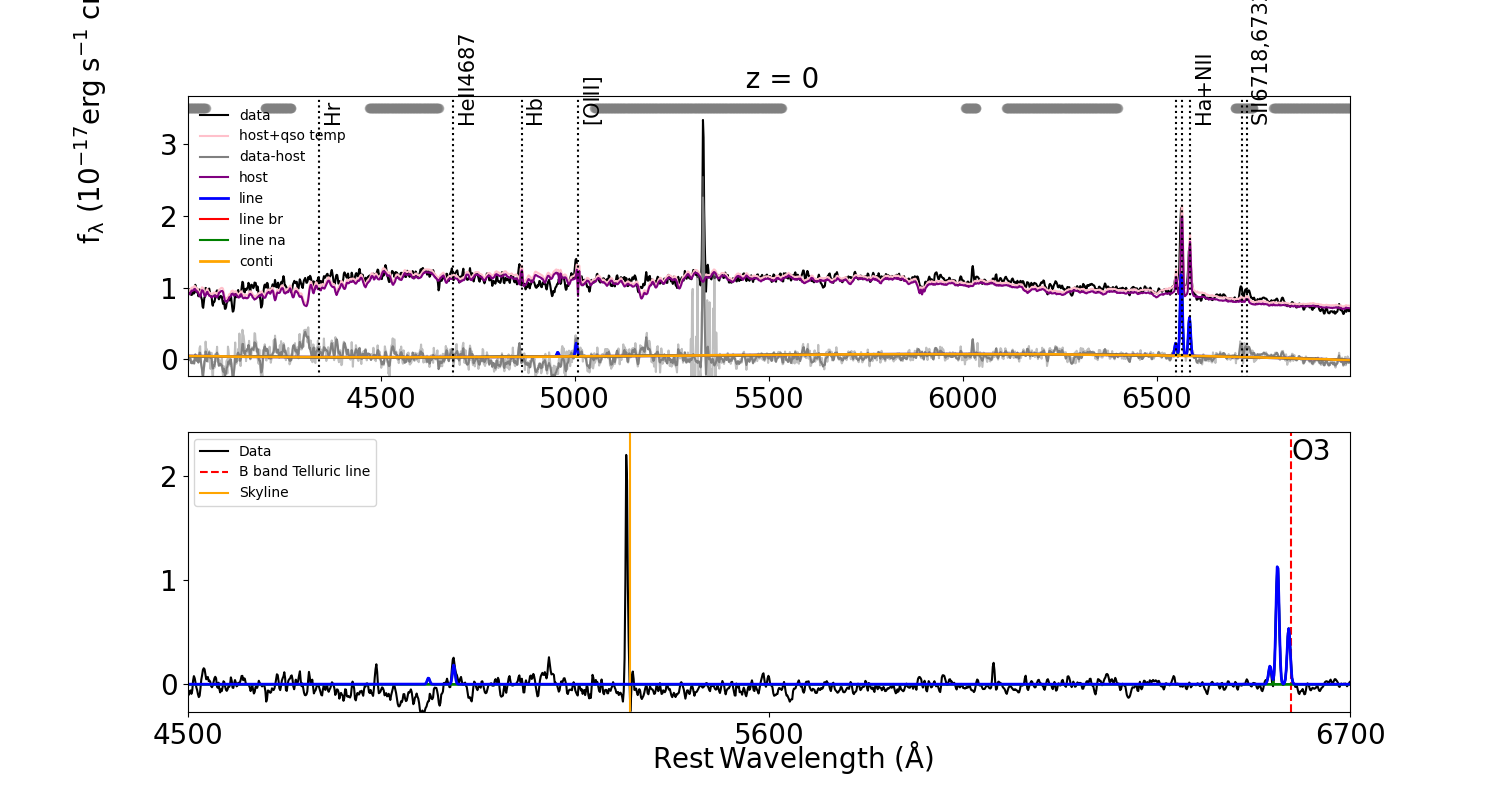 z = 0
f_λ (10^−17 erg s^−1
Hr
HeII4687
Hb
[OIII]
Ha+NII
SII6718,673
data
host+qso temp
data-host
host
line
line br
line na
conti
3
2
1
0
4500 5000 5500 6000 6500
Data
B band Telluric line
Skyline
O3
2
1
0
4500 5600 6700
Rest Wavelength (Å)